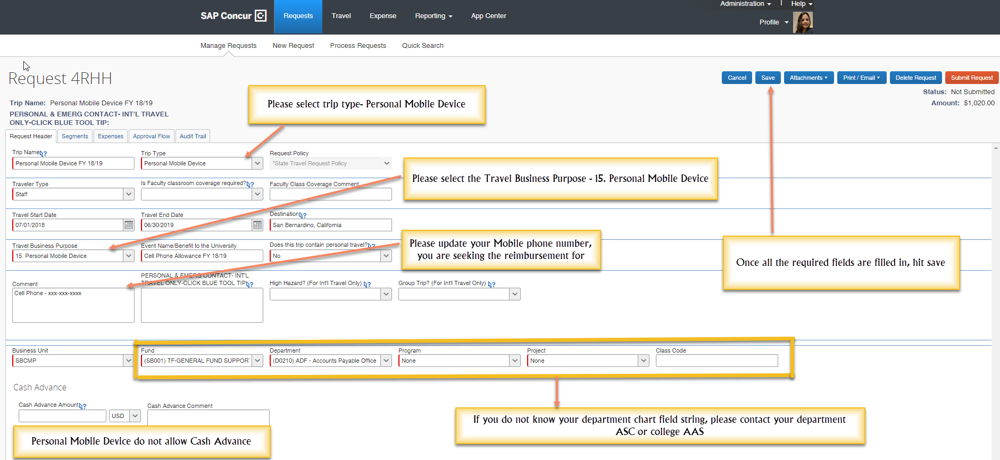 Administration
Help
SAP Concur C.
Requests
Travel
Expense
Reporting
App Center
Profile
Manage Requests
New Request
Process Requests
Quick Search
Request 4RHH
Cancel
Save
Attachments
Print / Email
Delete Request
Submit Request
Status: Not Submitted
Amount: $1,020.00
Trip Name: Personal Mobile Device FY 18/19
PERSONAL & EMERG CONTACT- INT'L TRAVEL
ONLY-CLICK BLUE TOOL TIP:
Please select trip type- Personal Mobile Device
Request Header
Segments
Expenses
Approval Flow
Audit Trail
Trip Name ?
Trip Type
Request Policy
Personal Mobile Device FY 18/19
Personal Mobile Device
*State Travel Request Policy
Please select the Travel Business Purpose - 15. Personal Mobile Device
Traveler Type
Is Faculty classroom coverage required? ?
Faculty Class Coverage Comment
Staff
Travel Start Date
Travel End Date
Destination ?
07/01/2018
06/30/2019
San Bernardino, California
Travel Business Purpose
Event Name/Benefit to the University
Does this trip contain personal travel? ?
15. Personal Mobile Device
Cell Phone Allowance FY 18/19
No
Please update your Mobile phone number,
you are seeking the reimbursement for
Once all the required fields are filled in, hit save
Comment
PERSONAL & EMERG CONTACT- INT'L
TRAVEL ONLY-CLICK BLUE TOOL TIP ?
High Hazard? (For Int'l Travel Only) ?
Group Trip? (For Int'l Travel Only) ?
Cell Phone - xxx-xxx-xxxx
Business Unit
Fund
Department
Program
Project
Class Code
SBCMP
(SB001) TF-GENERAL FUND SUPPORT
(D0210) ADF - Accounts Payable Office
None
None
Cash Advance
Cash Advance Amount ?
Cash Advance Comment
USD
If you do not know your department chart field string, please contact your department
ASC or college AAS
Personal Mobile Device do not allow Cash Advance